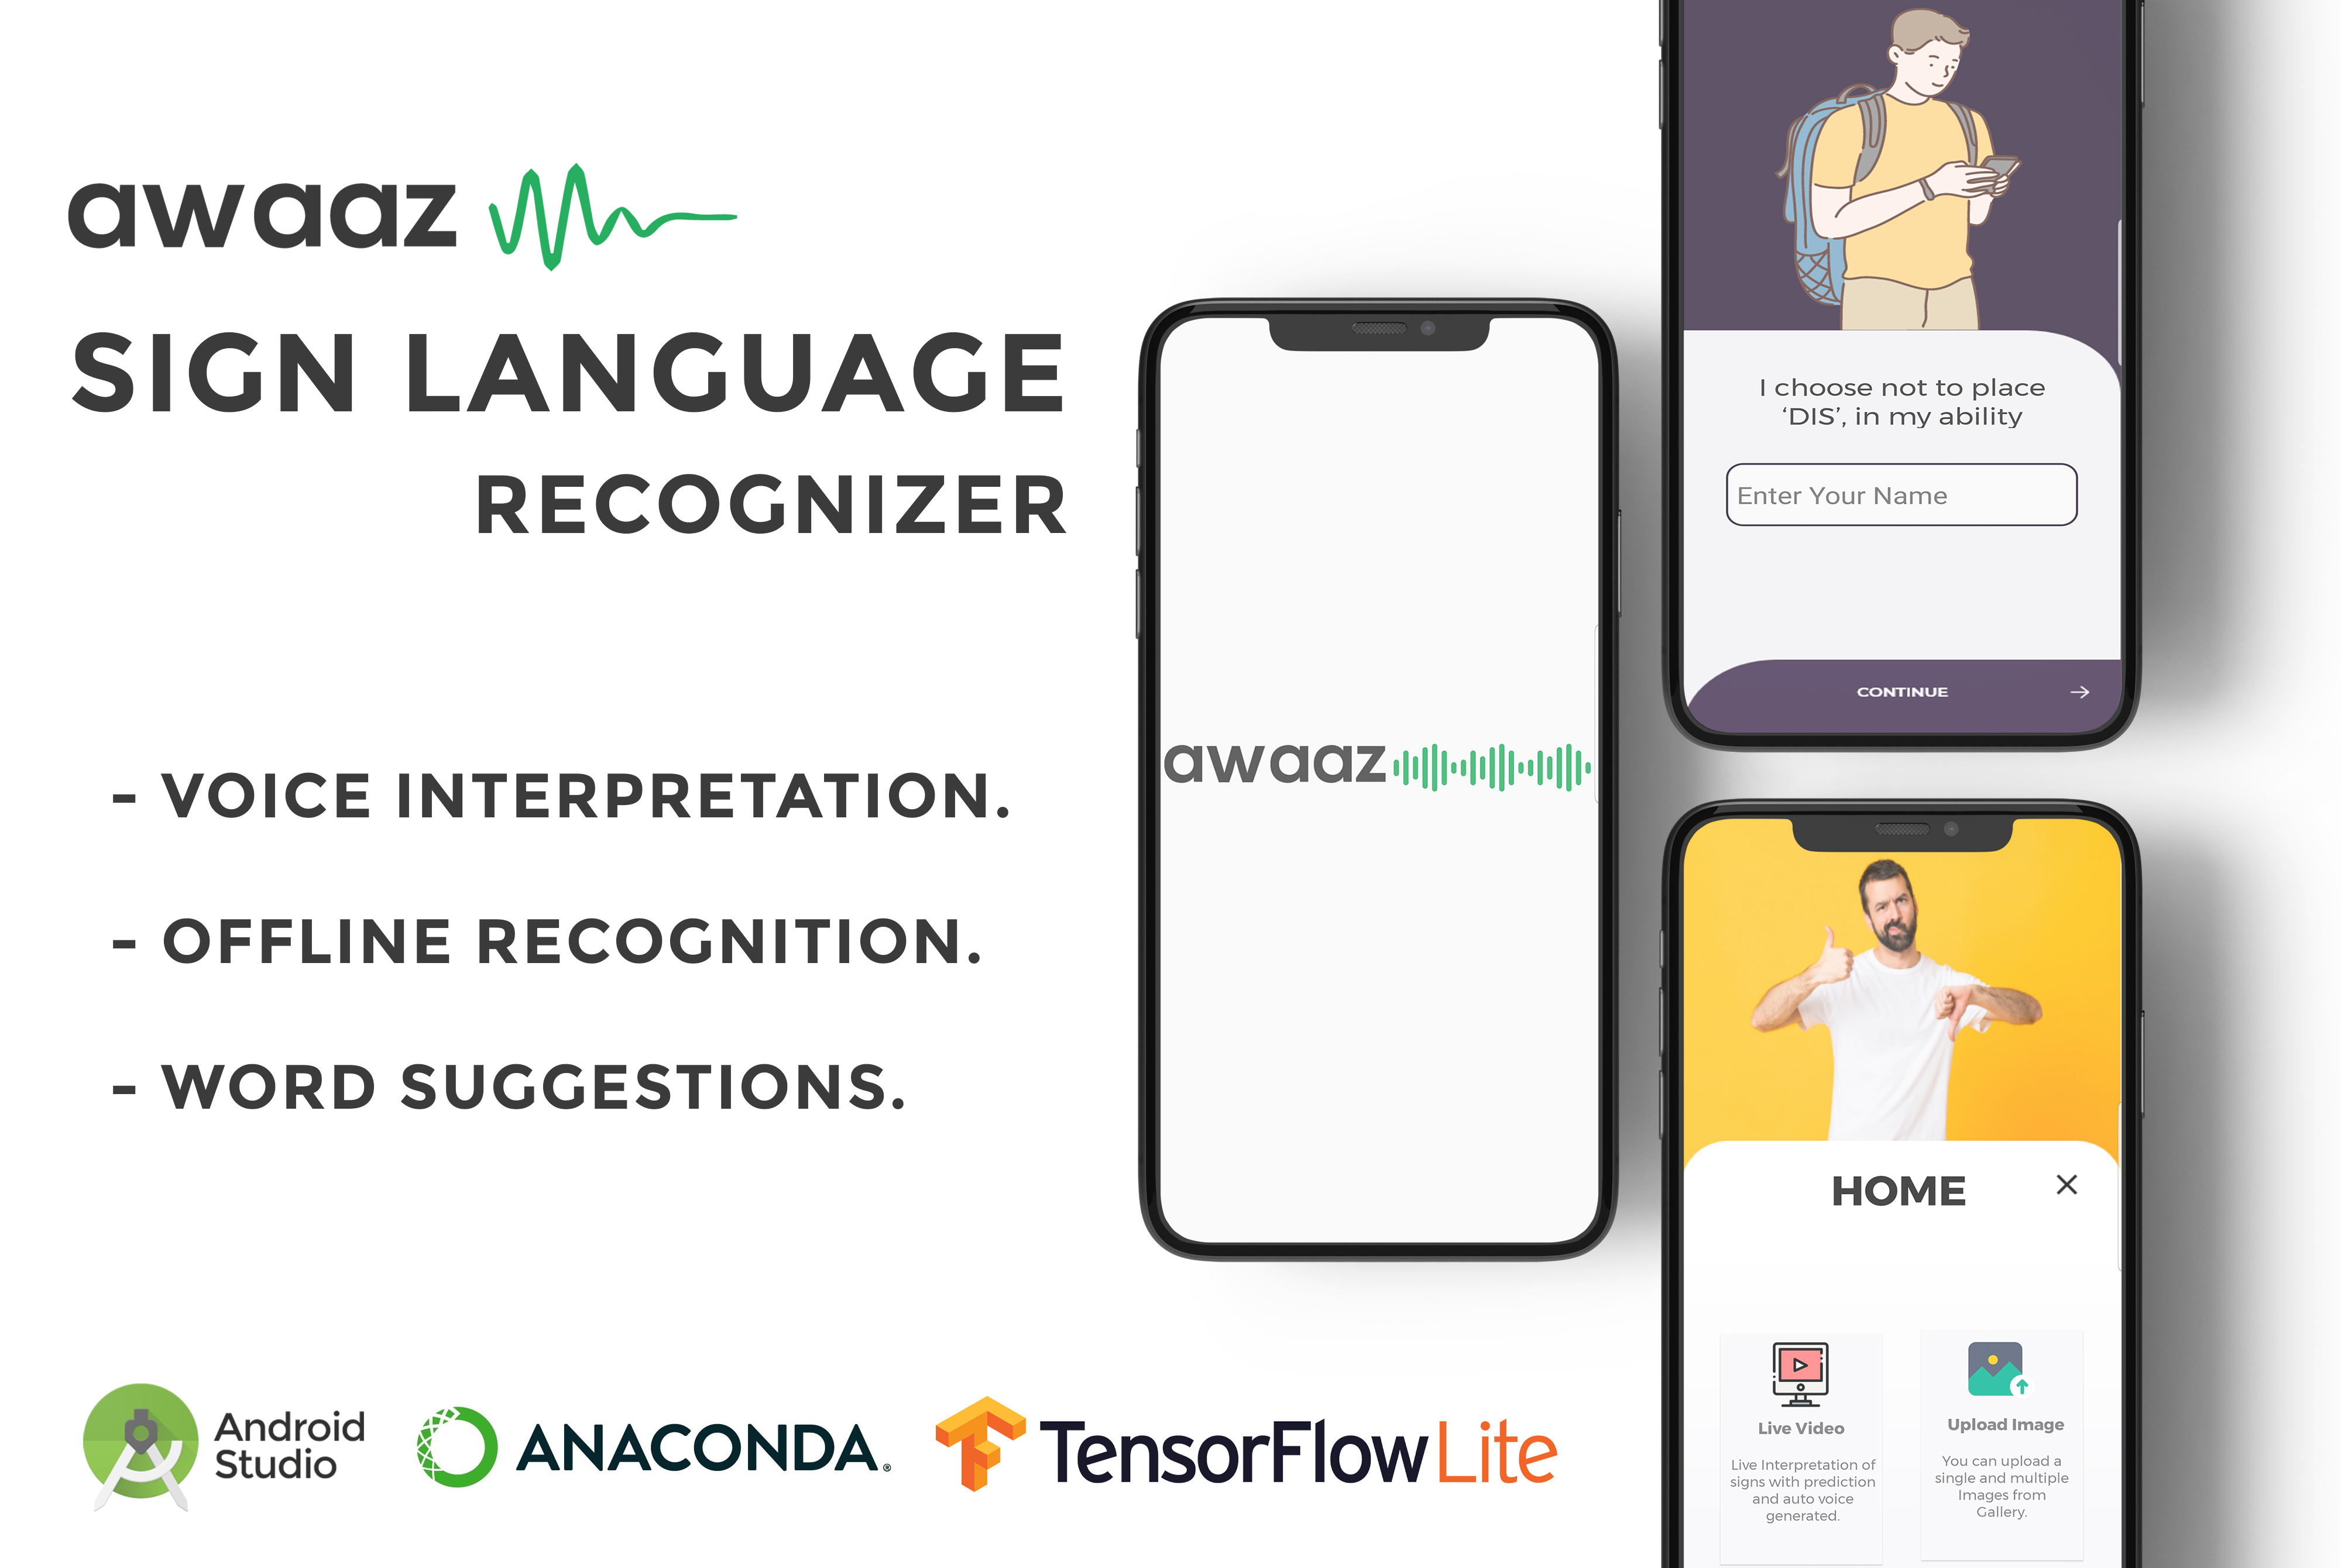 awaaz
SIGN LANGUAGE
RECOGNIZER
- VOICE INTERPRETATION.
- OFFLINE RECOGNITION.
- WORD SUGGESTIONS.
Android
Studio
ANACONDA®
TensorFlow Lite
awaaz
I choose not to place
‘DIS’, in my ability
Enter Your Name
CONTINUE
HOME
Live Video
Live Interpretation of
signs with prediction
and auto voice
generated.
Upload Image
You can upload a
single and multiple
Images from
Gallery.